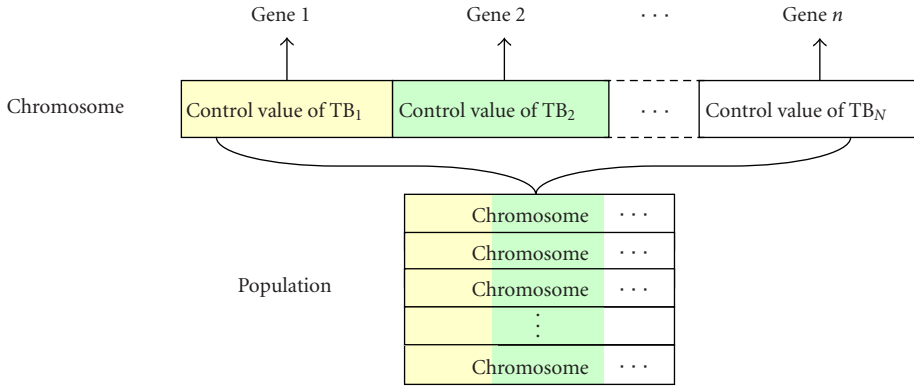 Gene 1 Gene 2 · · · Gene n
Chromosome Control value of TB₁ Control value of TB₂ · · · Control value of TB_N
Chromosome · · ·
Chromosome · · ·
Population Chromosome · · ·
⋮
Chromosome · · ·